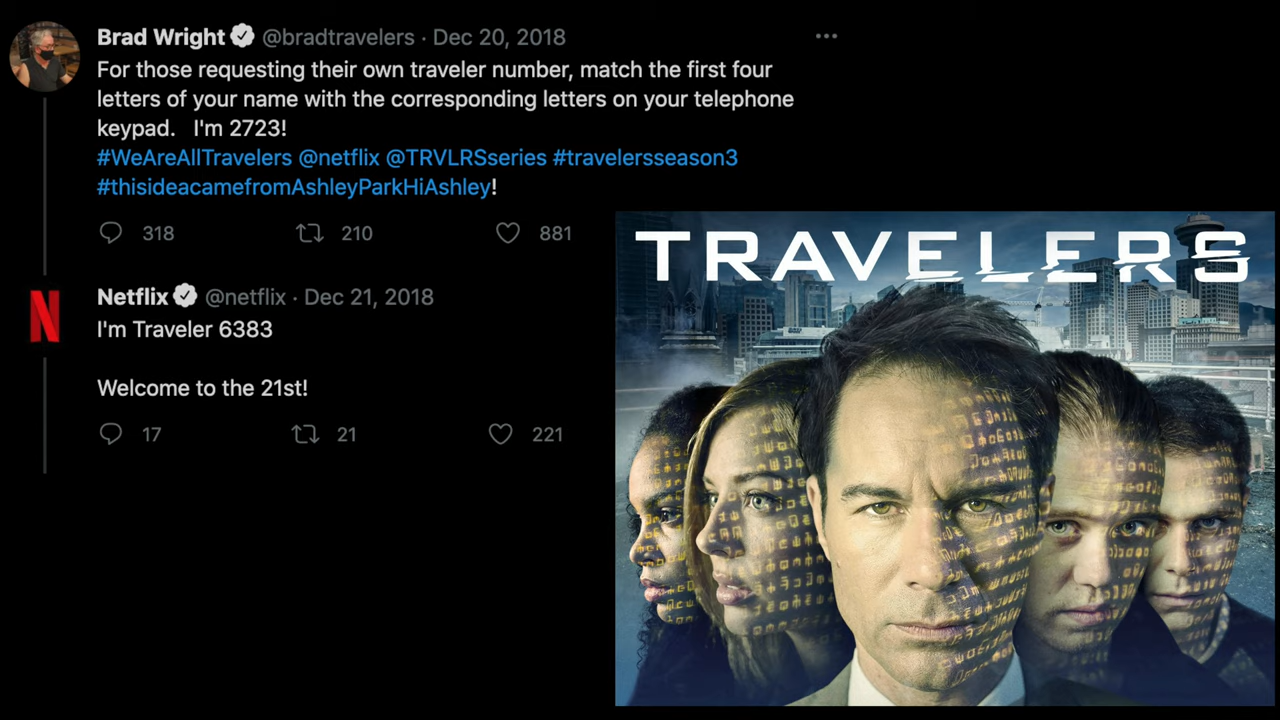 Brad Wright @bradtravelers · Dec 20, 2018
For those requesting their own traveler number, match the first four
letters of your name with the corresponding letters on your telephone
keypad. I'm 2723!
#WeAreAllTravelers @netflix @TRVLRSseries #travelersseason3
#thisideacamefromAshleyParkHiAshley!
318 210 881
Netflix @netflix · Dec 21, 2018
I'm Traveler 6383
Welcome to the 21st!
17 21 221
TRAVELERS